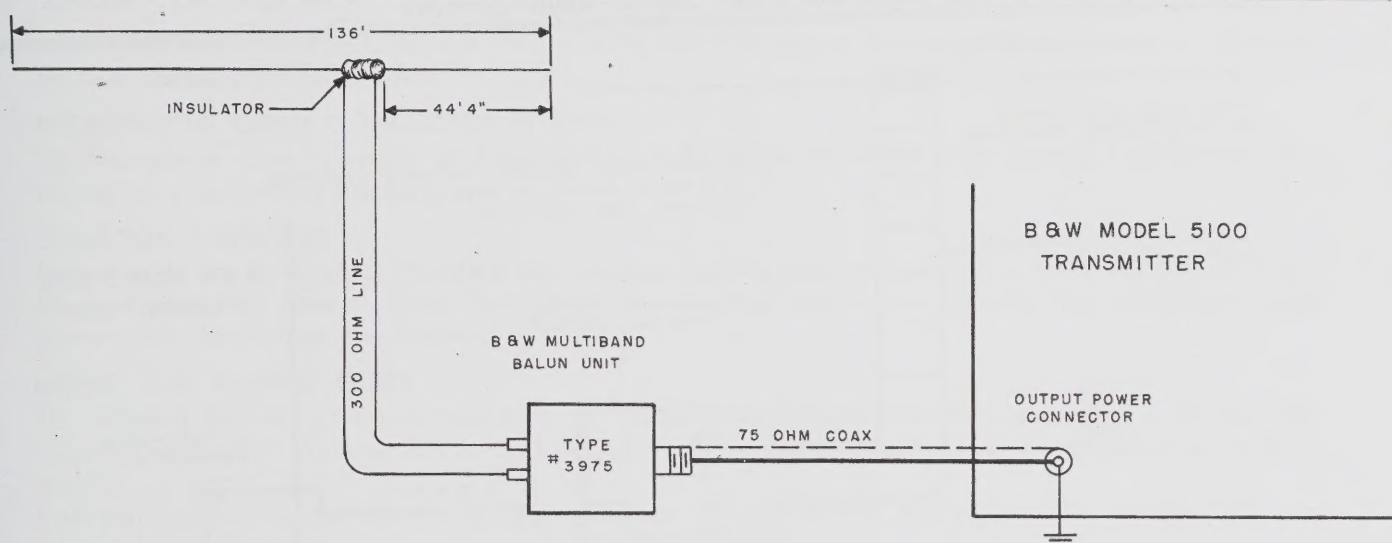 136'
INSULATOR
44'4"
300 OHM LINE
B&W MULTIBAND
BALUN UNIT
TYPE
#3975
75 OHM COAX
B&W MODEL 5100
TRANSMITTER
OUTPUT POWER
CONNECTOR